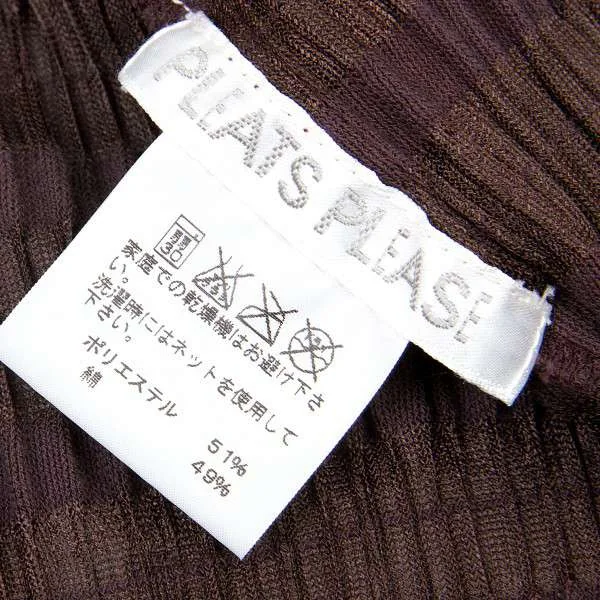 PLEATS PLEASE
家庭での乾燥機はお避け下さ
い。
洗濯時にはネットを使用して
下さい。
ポリエステル 51%
綿 49%